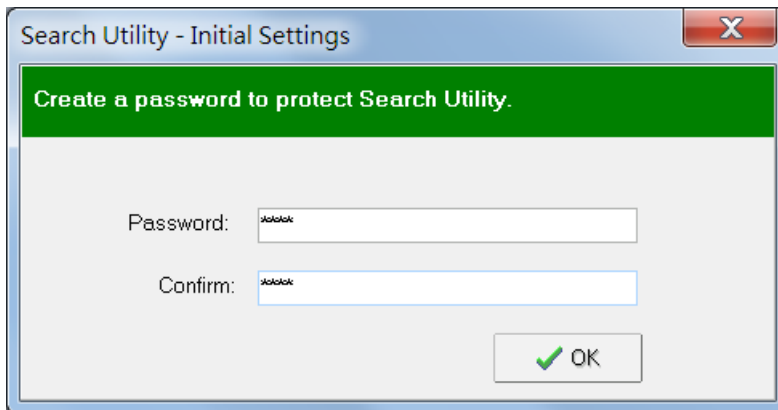 Search Utility - Initial Settings
Create a password to protect Search Utility.
Password: ****
Confirm: ****
OK